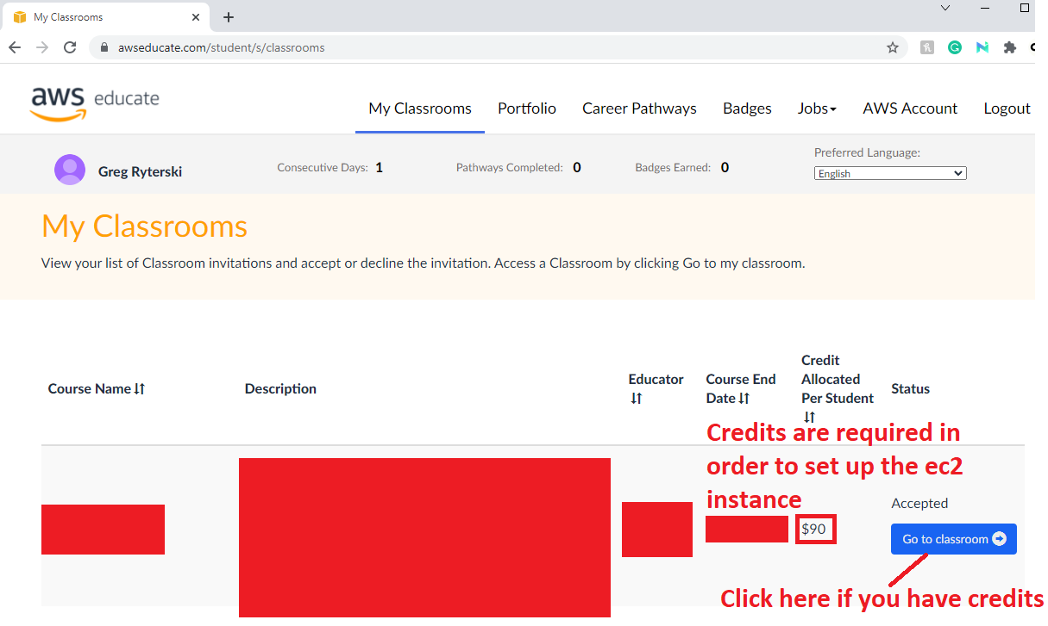 My Classrooms
awseducate.com/student/s/classrooms
aws educate
My Classrooms Portfolio Career Pathways Badges Jobs AWS Account Logout
Greg Ryterski Consecutive Days: 1 Pathways Completed: 0 Badges Earned: 0
Preferred Language:
English
My Classrooms
View your list of Classroom invitations and accept or decline the invitation. Access a Classroom by clicking Go to my classroom.
Course Name Description
Educator
Course End
Date
Credit
Allocated
Per Student
Status
Credits are required in
order to set up the ec2
instance
Accepted
$90
Go to classroom
Click here if you have credits